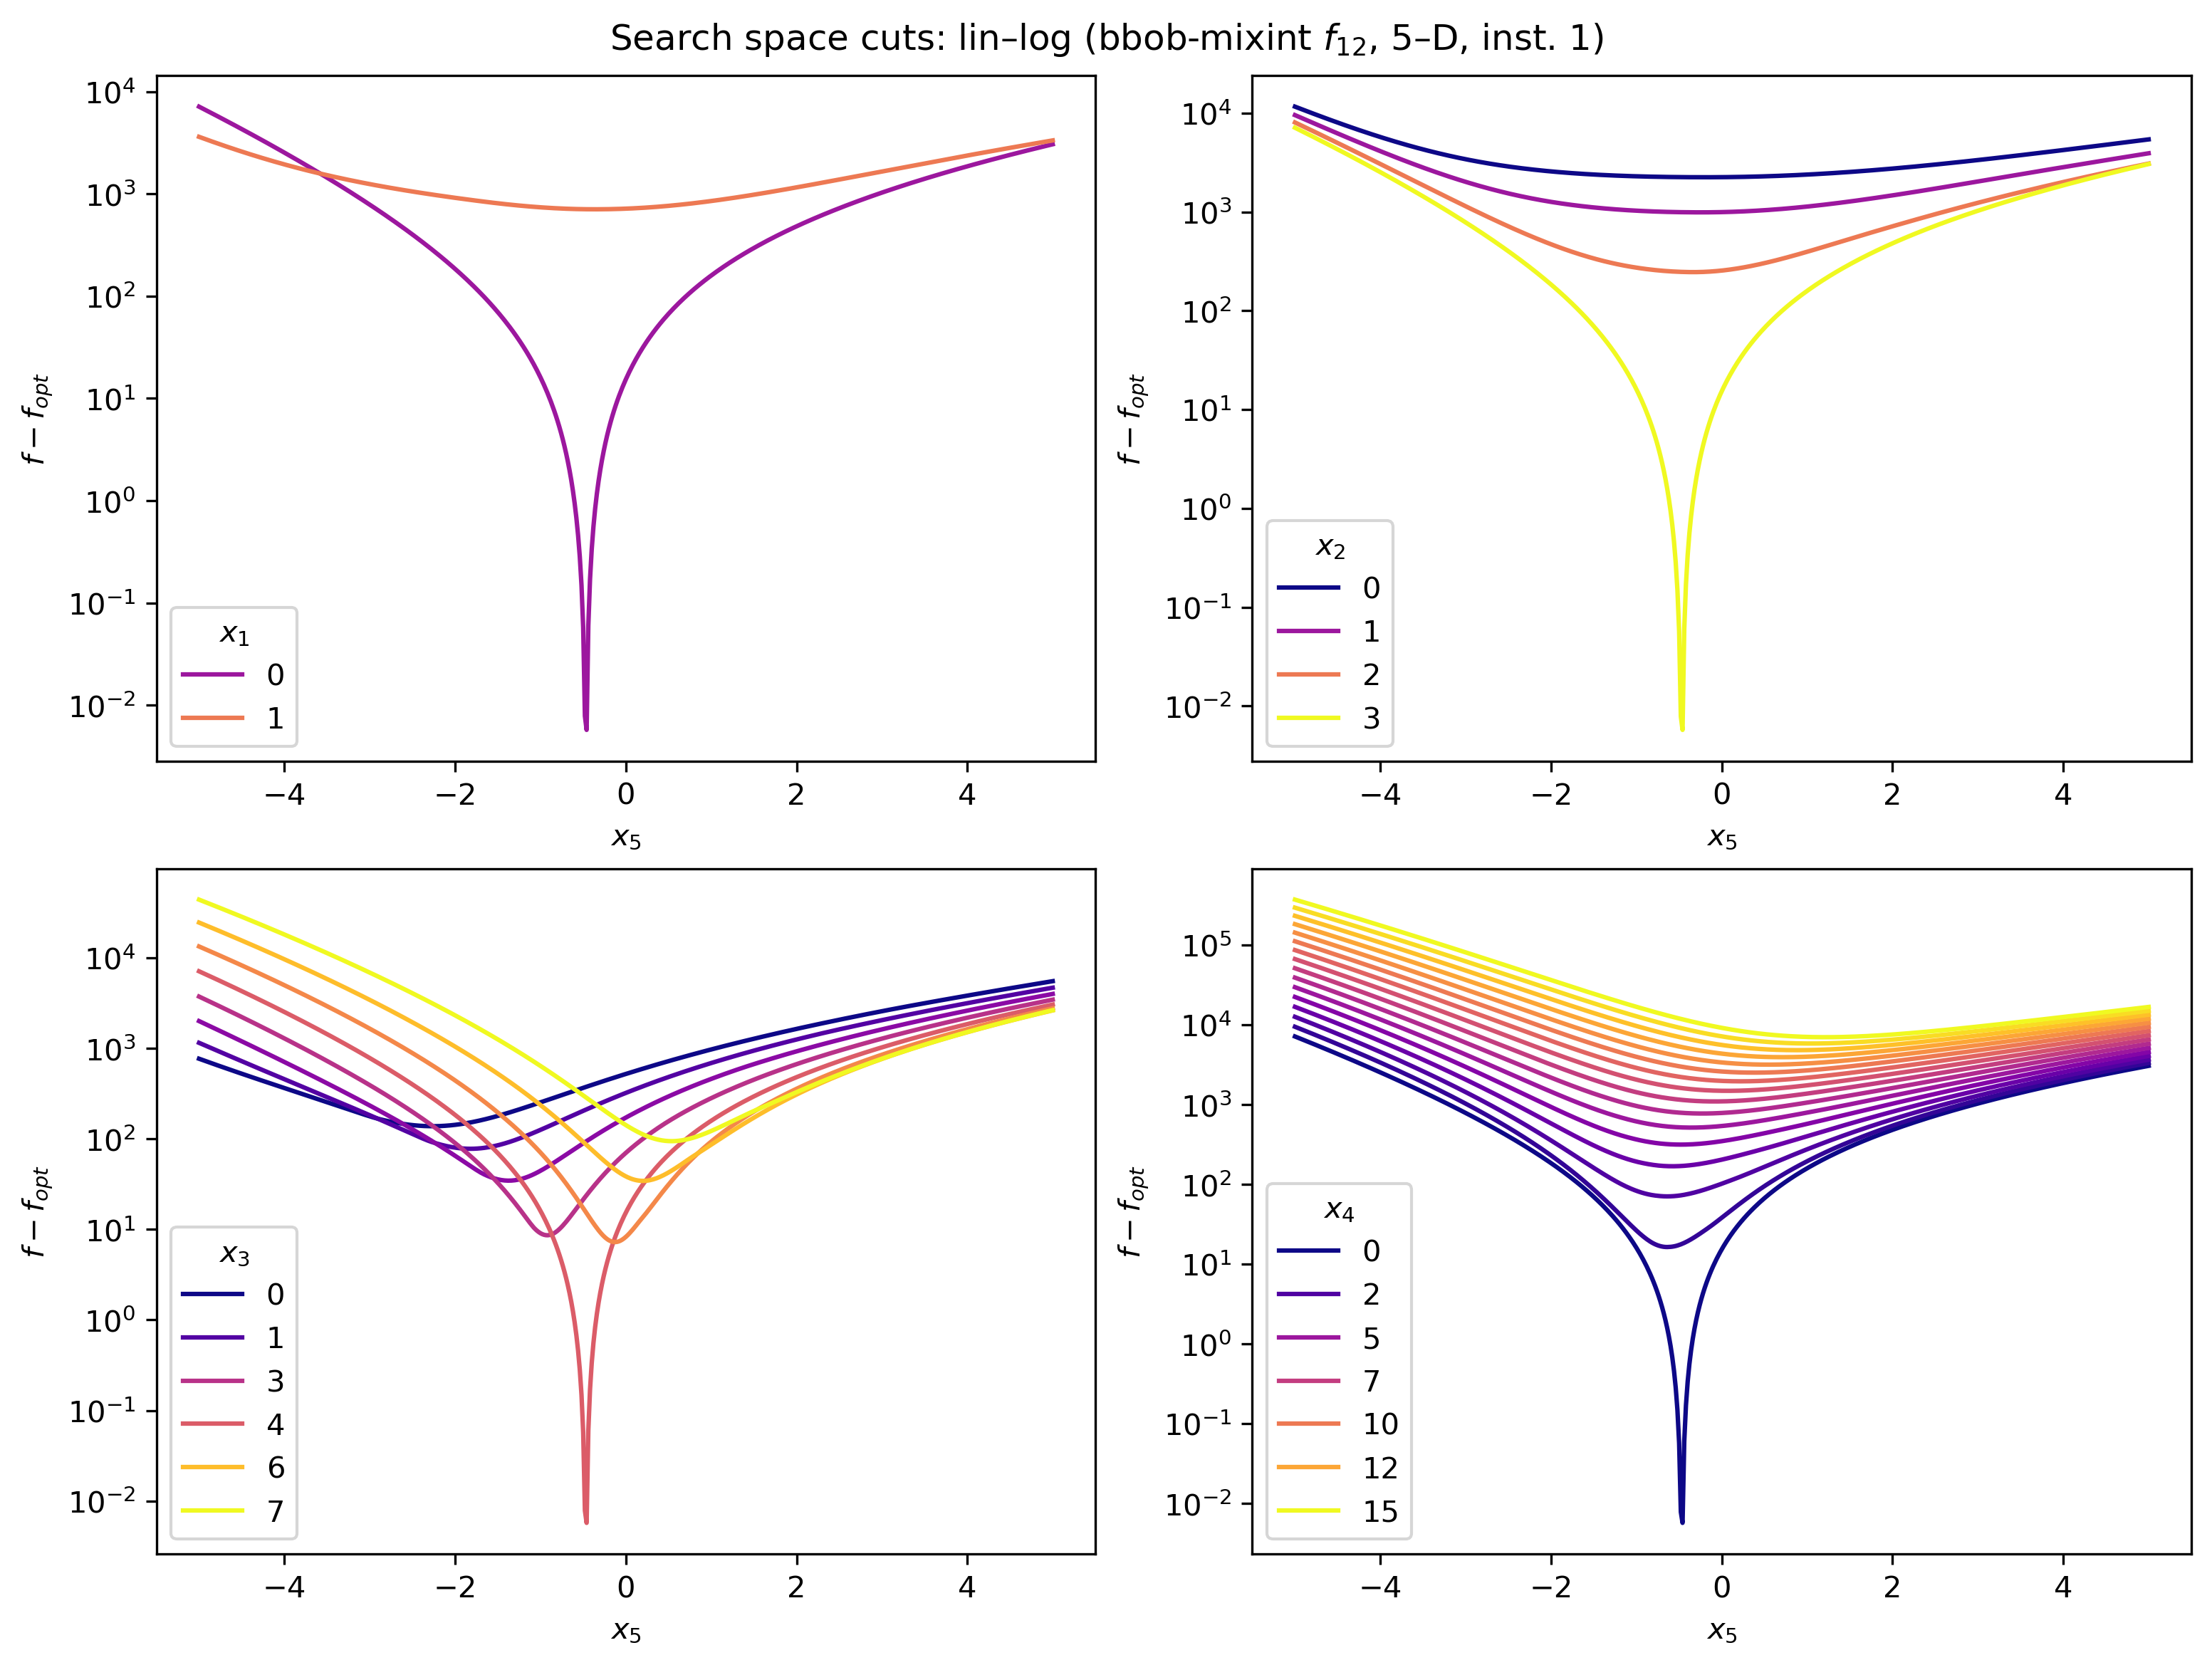 Search space cuts: lin–log (bbob-mixint f12, 5–D, inst. 1)
10^4
10^3
10^2
10^1
10^0
10^−1
10^−2
f − fopt
x1
0
1
−4 −2 0 2 4
x5
10^4
10^3
10^2
10^1
10^0
10^−1
10^−2
f − fopt
x2
0
1
2
3
−4 −2 0 2 4
x5
10^4
10^3
10^2
10^1
10^0
10^−1
10^−2
f − fopt
x3
0
1
3
4
6
7
−4 −2 0 2 4
x5
10^5
10^4
10^3
10^2
10^1
10^0
10^−1
10^−2
f − fopt
x4
0
2
5
7
10
12
15
−4 −2 0 2 4
x5